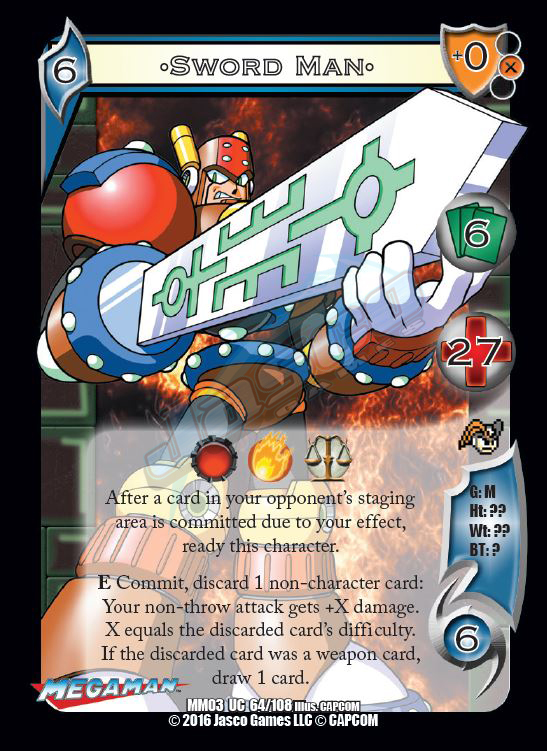 6
•SWORD MAN•
+0
X
6
27
G: M
Ht: ??
Wt: ??
BT: ?
After a card in your opponent's staging
area is committed due to your effect,
ready this character.
E Commit, discard 1 non-character card:
Your non-throw attack gets +X damage.
X equals the discarded card's difficulty.
If the discarded card was a weapon card,
draw 1 card.
6
MEGAMAN™
MM03 UC 64/108 illus. CAPCOM
© 2016 Jasco Games LLC © CAPCOM